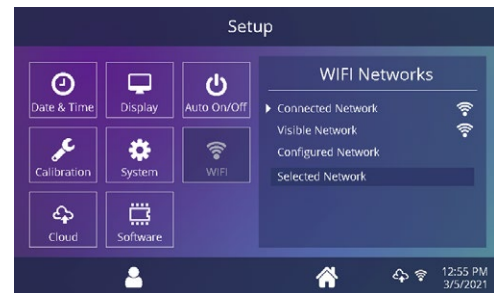 Setup
Date & Time
Display
Auto On/Off
Calibration
System
WIFI
Cloud
Software
WIFI Networks
Connected Network
Visible Network
Configured Network
Selected Network
12:55 PM
3/5/2021